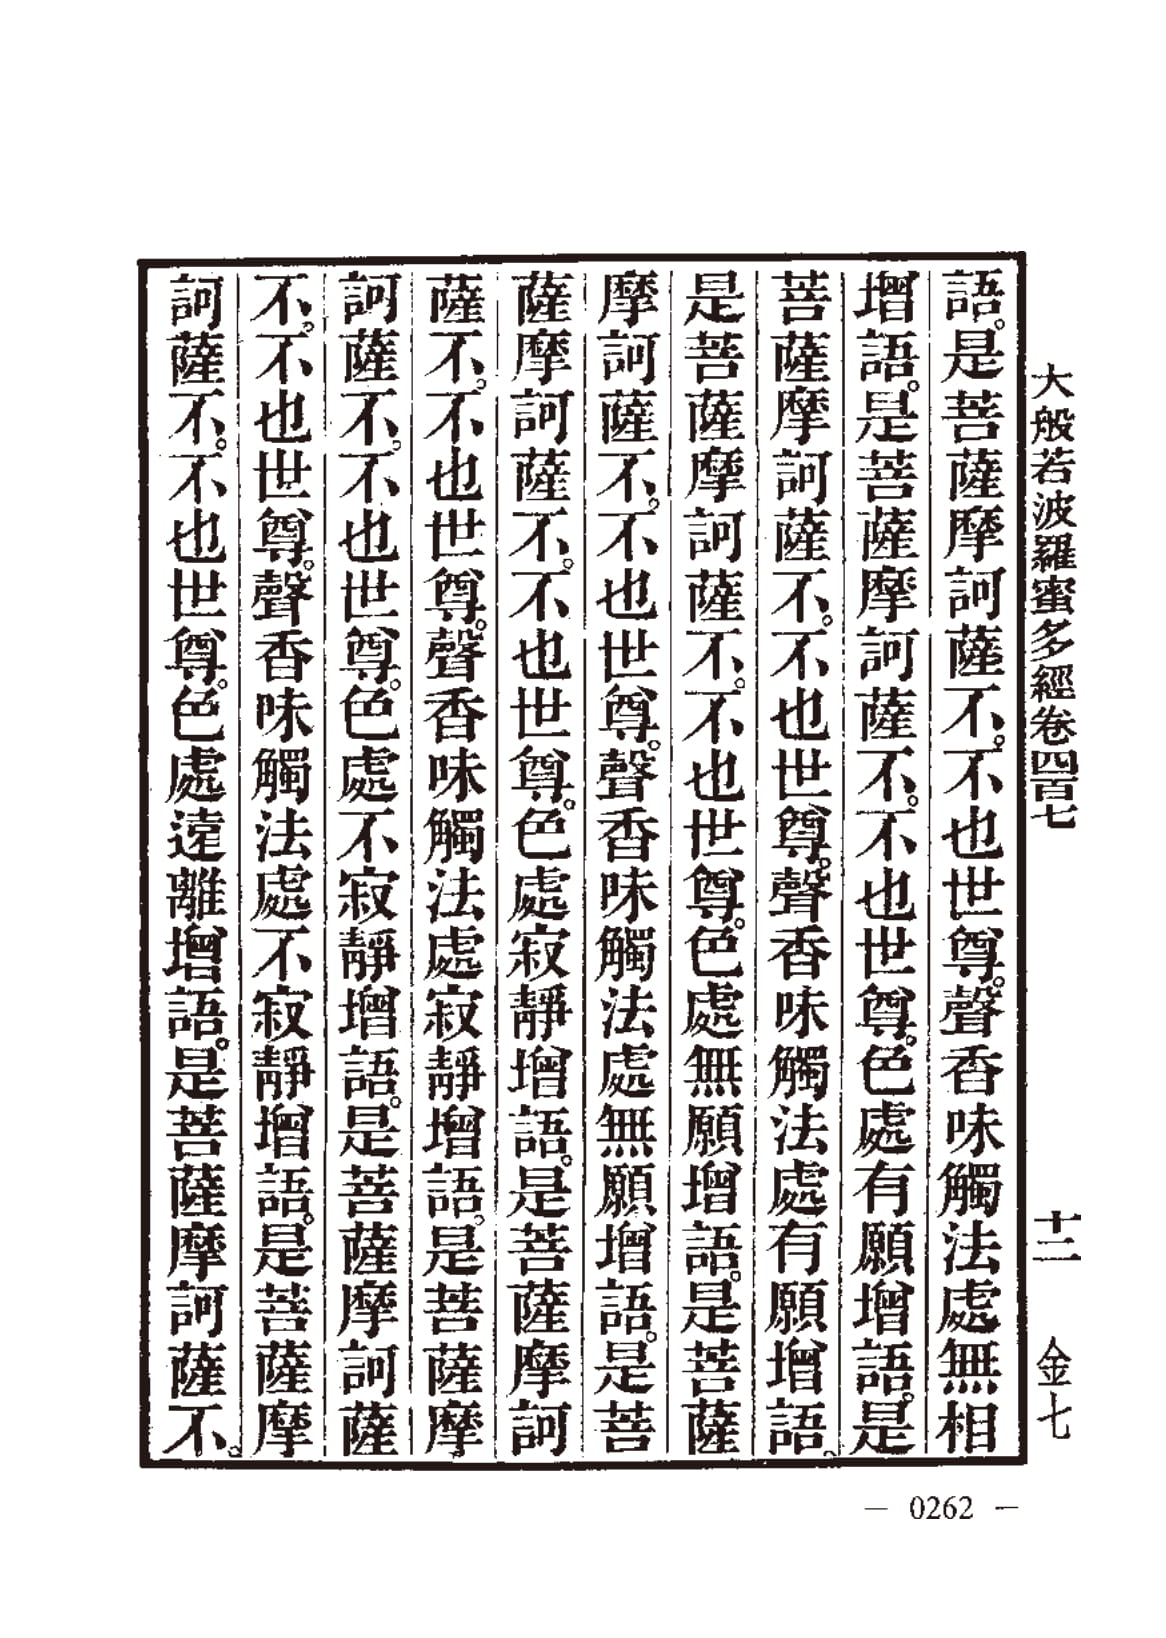 大般若波羅蜜多經卷四百七 十二 金七
語。是菩薩摩訶薩不。不也世尊。聲香味觸法處無相
增語。是菩薩摩訶薩不。不也世尊。色處有願增語。是
菩薩摩訶薩不。不也世尊。聲香味觸法處有願增語。
是菩薩摩訶薩不。不也世尊。色處無願增語。是菩薩
摩訶薩不。不也世尊。聲香味觸法處無願增語。是菩
薩摩訶薩不。不也世尊。色處寂靜增語。是菩薩摩訶
薩不。不也世尊。聲香味觸法處寂靜增語。是菩薩摩
訶薩不。不也世尊。色處不寂靜增語。是菩薩摩訶薩
不。不也世尊。聲香味觸法處不寂靜增語。是菩薩摩
訶薩不。不也世尊。色處遠離增語。是菩薩摩訶薩不。
— 0262 —